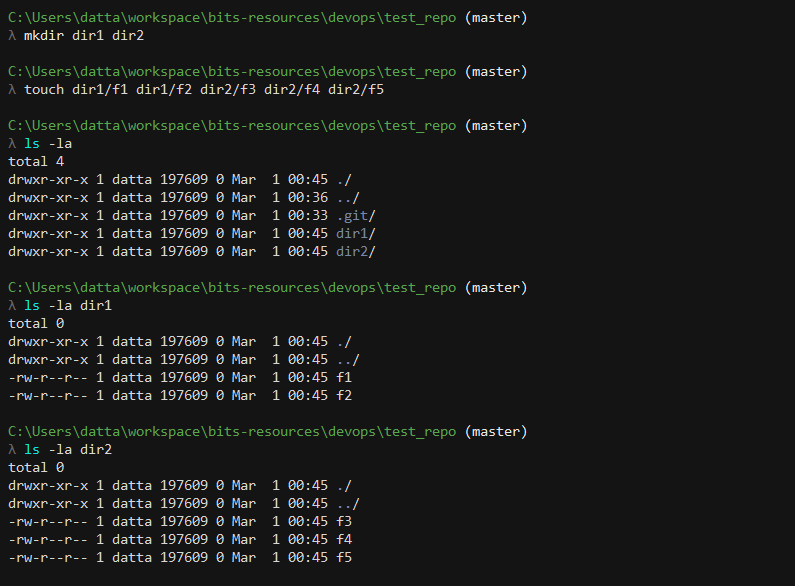 C:\Users\datta\workspace\bits-resources\devops\test_repo (master)
λ mkdir dir1 dir2
C:\Users\datta\workspace\bits-resources\devops\test_repo (master)
λ touch dir1/f1 dir1/f2 dir2/f3 dir2/f4 dir2/f5
C:\Users\datta\workspace\bits-resources\devops\test_repo (master)
λ ls -la
total 4
drwxr-xr-x 1 datta 197609 0 Mar  1 00:45 ./
drwxr-xr-x 1 datta 197609 0 Mar  1 00:36 ../
drwxr-xr-x 1 datta 197609 0 Mar  1 00:33 .git/
drwxr-xr-x 1 datta 197609 0 Mar  1 00:45 dir1/
drwxr-xr-x 1 datta 197609 0 Mar  1 00:45 dir2/
C:\Users\datta\workspace\bits-resources\devops\test_repo (master)
λ ls -la dir1
total 0
drwxr-xr-x 1 datta 197609 0 Mar  1 00:45 ./
drwxr-xr-x 1 datta 197609 0 Mar  1 00:45 ../
-rw-r--r-- 1 datta 197609 0 Mar  1 00:45 f1
-rw-r--r-- 1 datta 197609 0 Mar  1 00:45 f2
C:\Users\datta\workspace\bits-resources\devops\test_repo (master)
λ ls -la dir2
total 0
drwxr-xr-x 1 datta 197609 0 Mar  1 00:45 ./
drwxr-xr-x 1 datta 197609 0 Mar  1 00:45 ../
-rw-r--r-- 1 datta 197609 0 Mar  1 00:45 f3
-rw-r--r-- 1 datta 197609 0 Mar  1 00:45 f4
-rw-r--r-- 1 datta 197609 0 Mar  1 00:45 f5